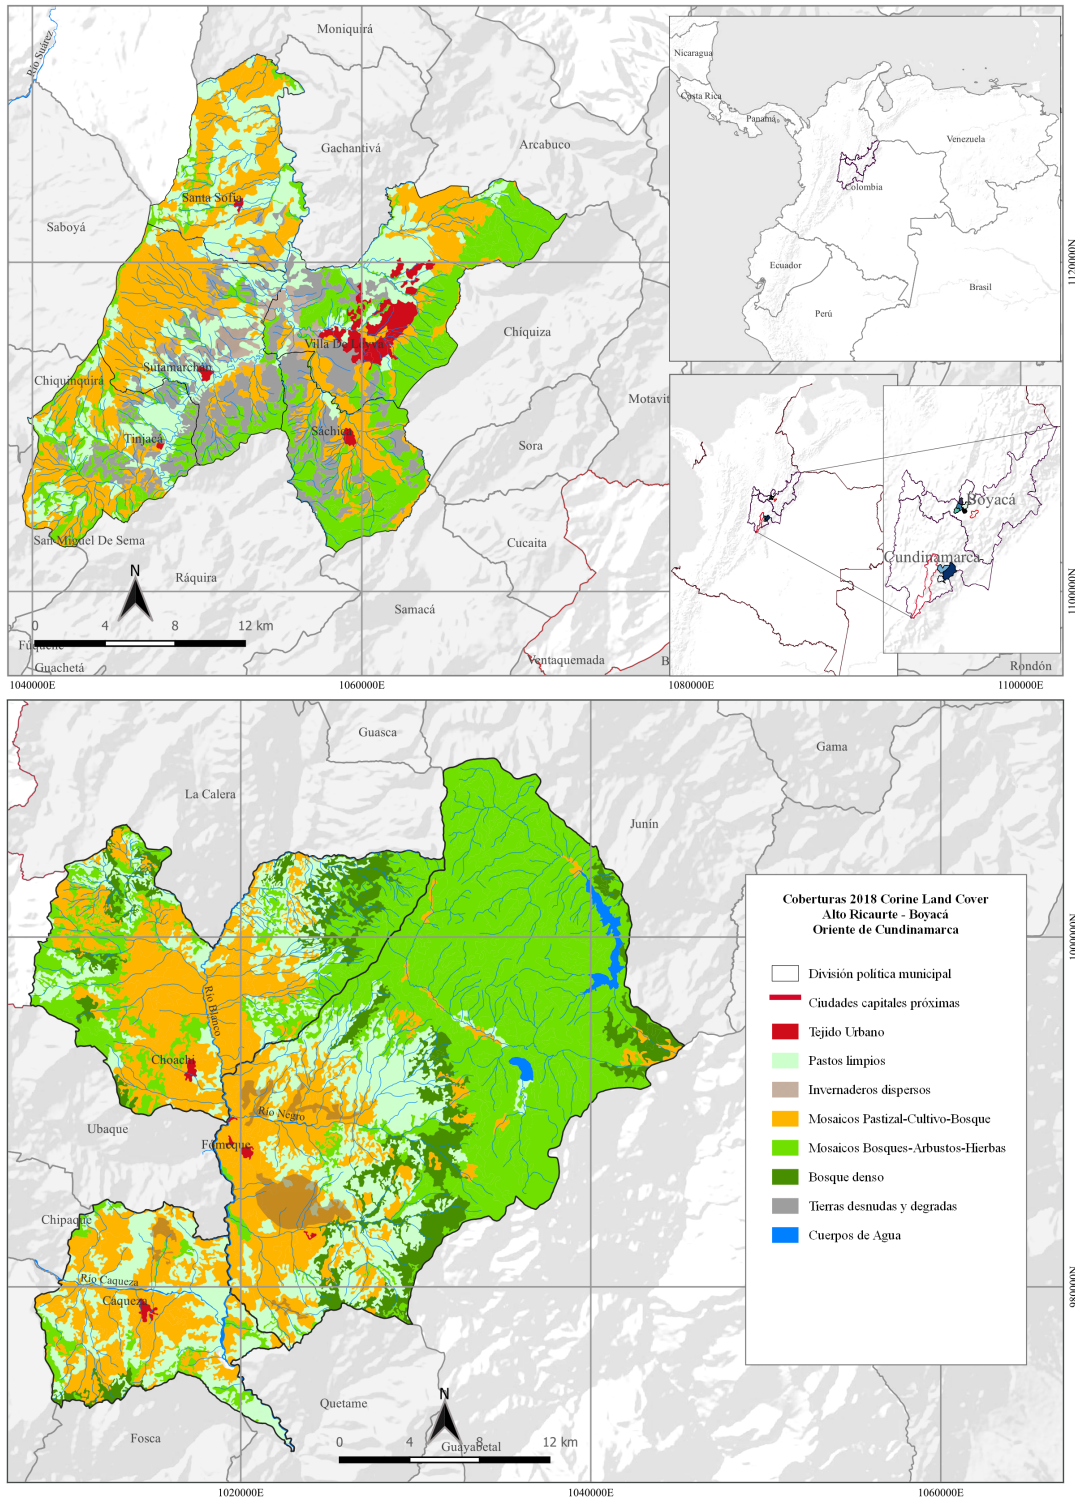 Moniquirá
Río Suárez
Nicaragua
Gachantivá
Arcabuco
Costa Rica
Panamá
Venezuela
Colombia
Santa Sofía
Saboyá
1120000N
Ecuador
Brasil
Perú
Chíquiza
Villa De Leyva
Sutamarchán
Chiquinquirá
Motavit
Sáchica
Tinjacá
Sora
Boyacá
San Miguel De Sema
Cucaita
Cundinamarca
N
Ráquira
Samacá
1100000N
0 4 8 12 km
Fúquene
Guachetá
Ventaquemada
B
Rondón
1040000E
1060000E
1080000E
1100000E
Guasca
Gama
La Calera
Junín
Coberturas 2018 Corine Land Cover
Alto Ricaurte - Boyacá
Oriente de Cundinamarca
1000000N
División política municipal
Ciudades capitales próximas
Río Blanco
Tejido Urbano
Choachí
Pastos limpios
Invernaderos dispersos
Río Negro
Mosaicos Pastizal-Cultivo-Bosque
Ubaque
Fómeque
Mosaicos Bosques-Arbustos-Hierbas
Bosque denso
Tierras desnudas y degradas
Chipaque
Cuerpos de Agua
Río Caqueza
Caqueza
980000N
N
Quetame
Fosca
0 4 8 12 km
Guayabetal
1020000E
1040000E
1060000E